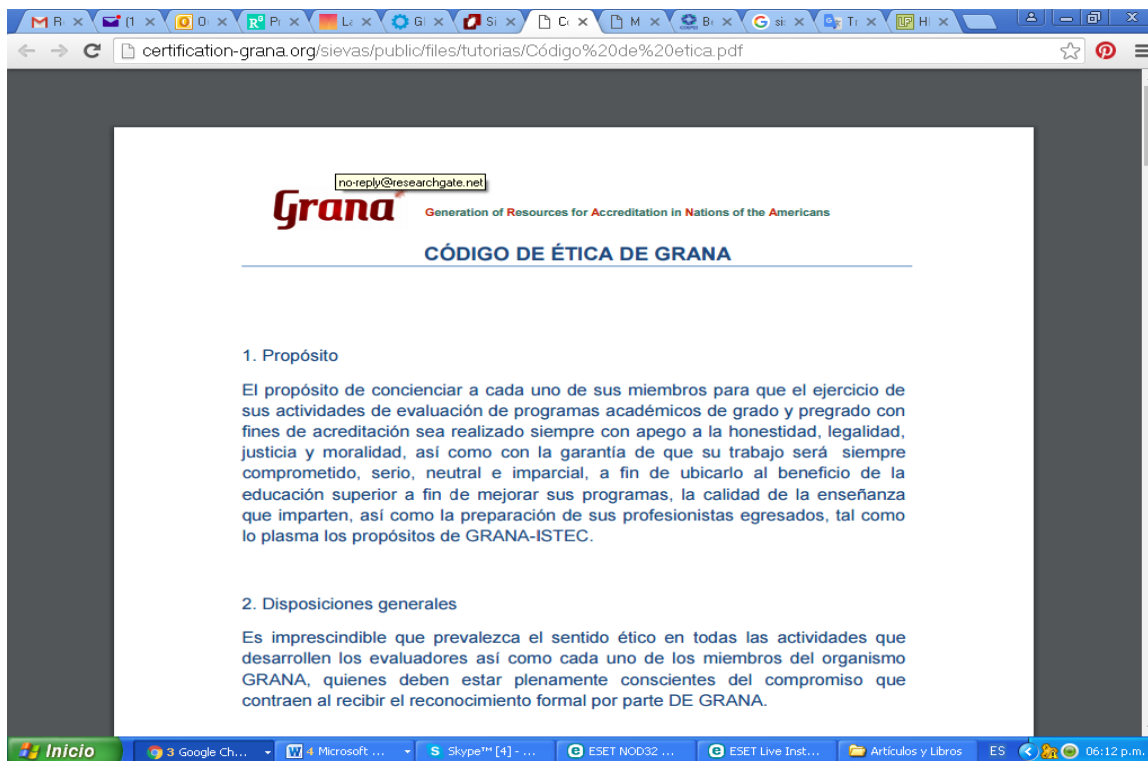 R
(1
O
P
L
G
S
C
M
B
si
T
H
certification-grana.org/sievas/public/files/tutorias/Código%20de%20etica.pdf
no-reply@researchgate.net
Grana
Generation of Resources for Accreditation in Nations of the Americans
CÓDIGO DE ÉTICA DE GRANA
1. Propósito
El propósito de concienciar a cada uno de sus miembros para que el ejercicio de
sus actividades de evaluación de programas académicos de grado y pregrado con
fines de acreditación sea realizado siempre con apego a la honestidad, legalidad,
justicia y moralidad, así como con la garantía de que su trabajo será siempre
comprometido, serio, neutral e imparcial, a fin de ubicarlo al beneficio de la
educación superior a fin de mejorar sus programas, la calidad de la enseñanza
que imparten, así como la preparación de sus profesionistas egresados, tal como
lo plasma los propósitos de GRANA-ISTEC.
2. Disposiciones generales
Es imprescindible que prevalezca el sentido ético en todas las actividades que
desarrollen los evaluadores así como cada uno de los miembros del organismo
GRANA, quienes deben estar plenamente conscientes del compromiso que
contraen al recibir el reconocimiento formal por parte DE GRANA.
Inicio
3 Google Ch...
4 Microsoft ...
Skype™ [4] - ...
ESET NOD32 ...
ESET Live Inst...
Artículos y Libros
ES
06:12 p.m.